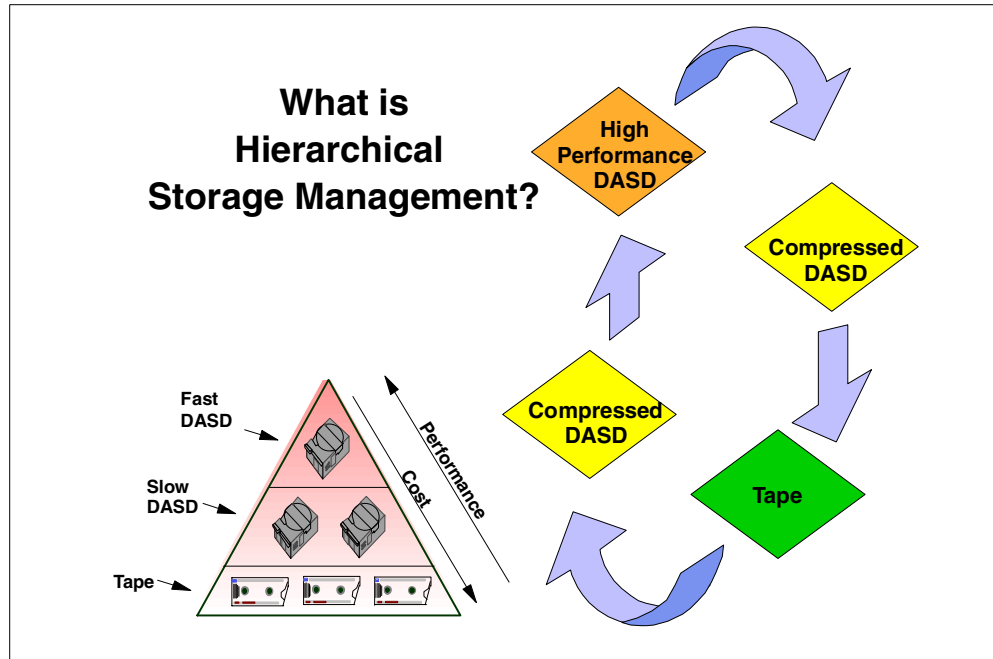 What is
Hierarchical
Storage Management?
High
Performance
DASD
Compressed
DASD
Compressed
DASD
Tape
Fast
DASD
Slow
DASD
Tape
Performance
Cost